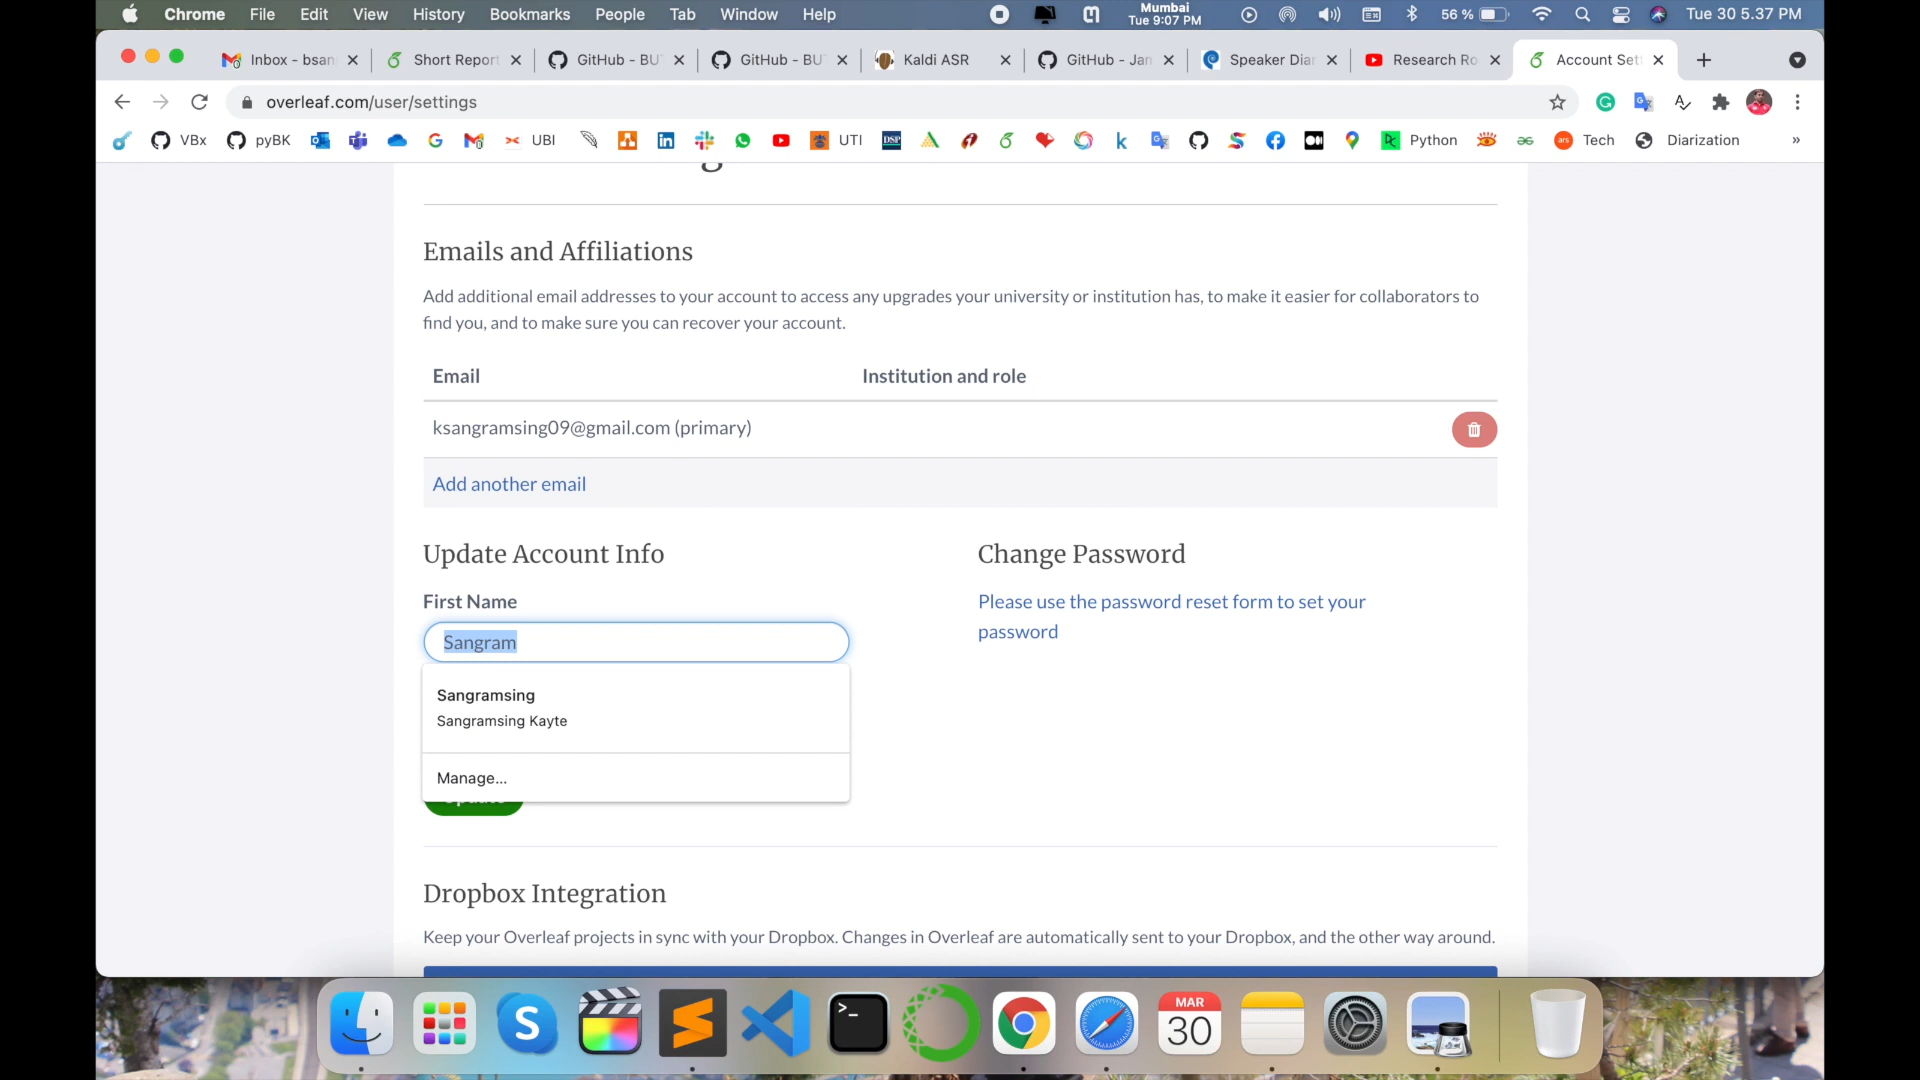 Chrome File Edit View History Bookmarks People Tab Window Help
Mumbai
Tue 9:07 PM
56 %
Tue 30 5.37 PM
Inbox - bsan
Short Report
GitHub - BUT
GitHub - BUT
Kaldi ASR
GitHub - Jan
Speaker Diar
Research Ro
Account Sett
overleaf.com/user/settings
VBx
pyBK
UBI
UTI
DSP
Python
Tech
Diarization
Emails and Affiliations
Add additional email addresses to your account to access any upgrades your university or institution has, to make it easier for collaborators to
find you, and to make sure you can recover your account.
Email Institution and role
ksangramsing09@gmail.com (primary)
Add another email
Update Account Info
First Name
Sangram
Sangramsing
Sangramsing Kayte
Manage...
Update
Change Password
Please use the password reset form to set your
password
Dropbox Integration
Keep your Overleaf projects in sync with your Dropbox. Changes in Overleaf are automatically sent to your Dropbox, and the other way around.
MAR
30